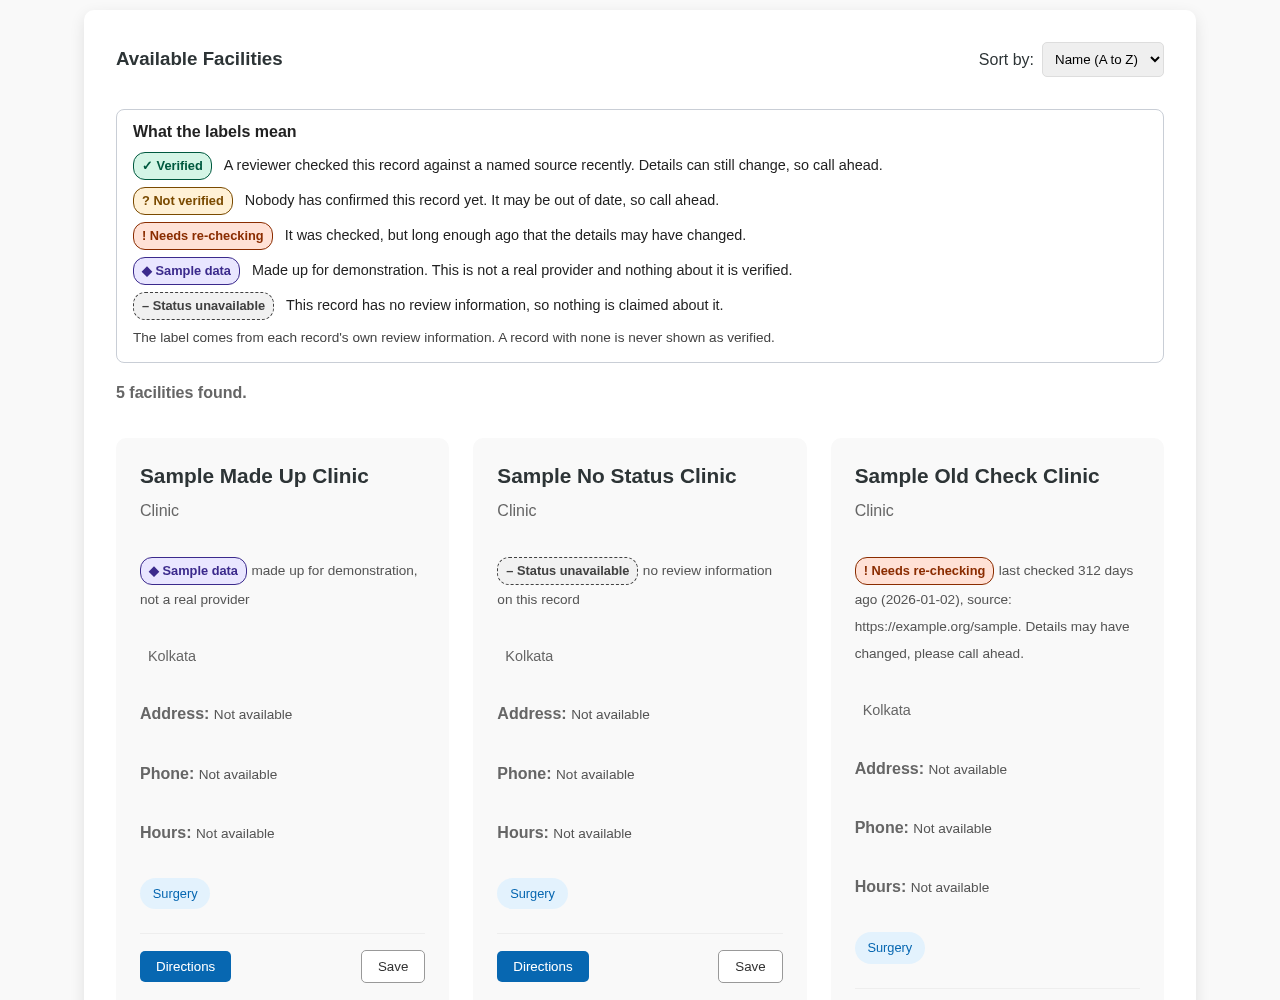 Available Facilities
Sort by: Name (A to Z)
What the labels mean
✓ Verified A reviewer checked this record against a named source recently. Details can still change, so call ahead.
? Not verified Nobody has confirmed this record yet. It may be out of date, so call ahead.
! Needs re-checking It was checked, but long enough ago that the details may have changed.
◆ Sample data Made up for demonstration. This is not a real provider and nothing about it is verified.
– Status unavailable This record has no review information, so nothing is claimed about it.
The label comes from each record's own review information. A record with none is never shown as verified.
5 facilities found.
Sample Made Up Clinic
Clinic
◆ Sample data made up for demonstration,
not a real provider
Kolkata
Address: Not available
Phone: Not available
Hours: Not available
Surgery
Directions Save
Sample No Status Clinic
Clinic
– Status unavailable no review information
on this record
Kolkata
Address: Not available
Phone: Not available
Hours: Not available
Surgery
Directions Save
Sample Old Check Clinic
Clinic
! Needs re-checking last checked 312 days
ago (2026-01-02), source:
https://example.org/sample. Details may have
changed, please call ahead.
Kolkata
Address: Not available
Phone: Not available
Hours: Not available
Surgery